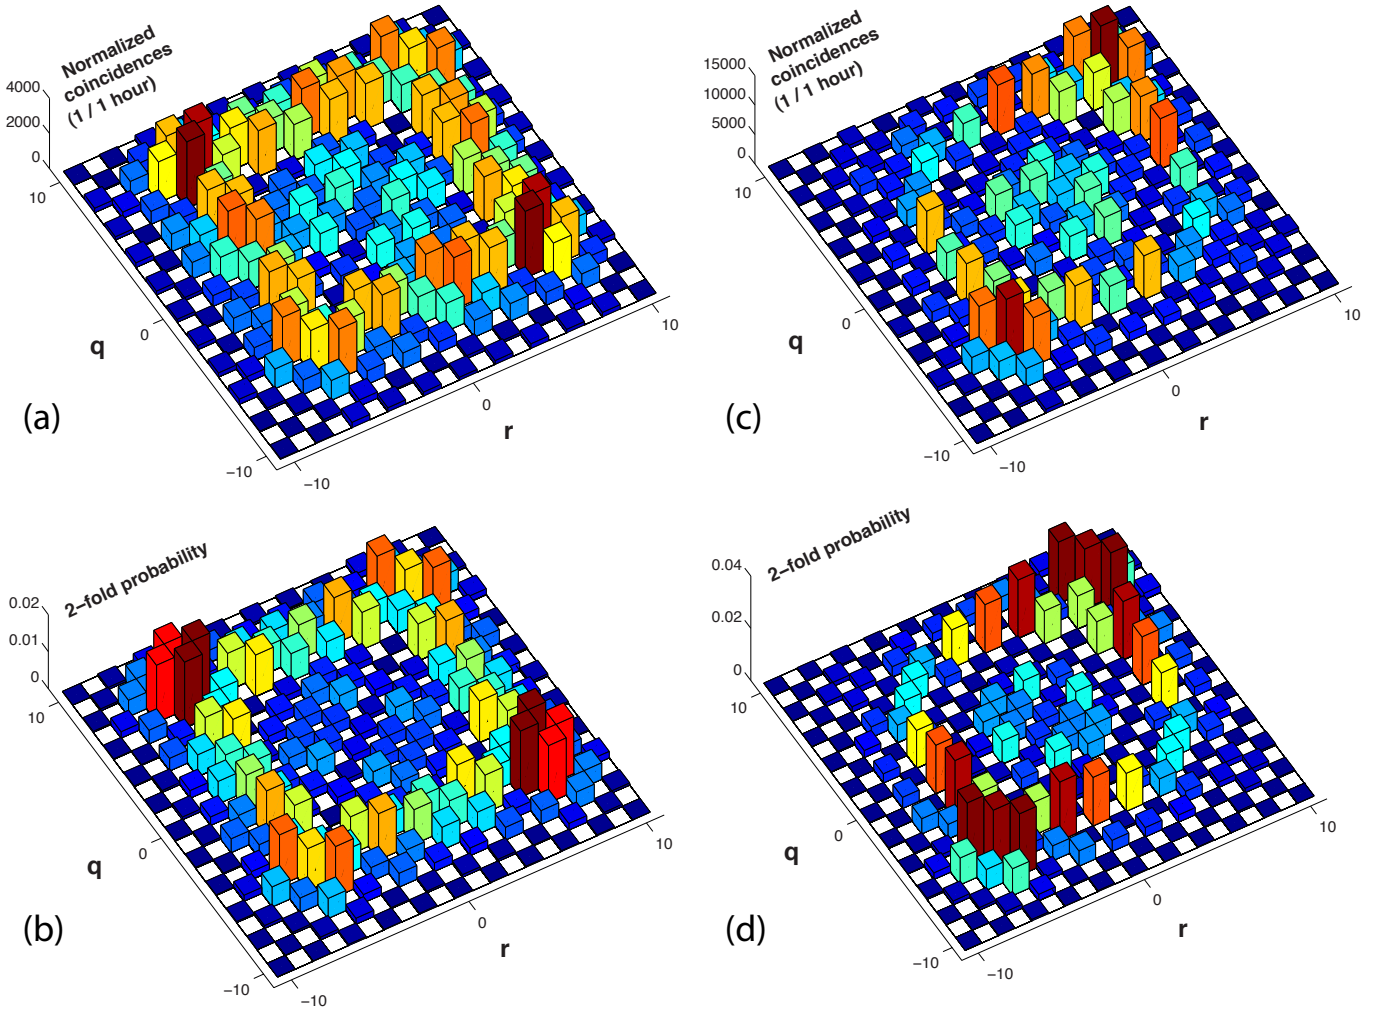 Normalized
coincidences
(1 / 1 hour)
4000
2000
0
10
0
−10
q
−10
0
10
r
(a)
Normalized
coincidences
(1 / 1 hour)
15000
10000
5000
0
10
0
−10
q
−10
0
10
r
(c)
2−fold probability
0.02
0.01
0
10
0
−10
q
−10
0
10
r
(b)
2−fold probability
0.04
0.02
0
10
0
−10
q
−10
0
10
r
(d)